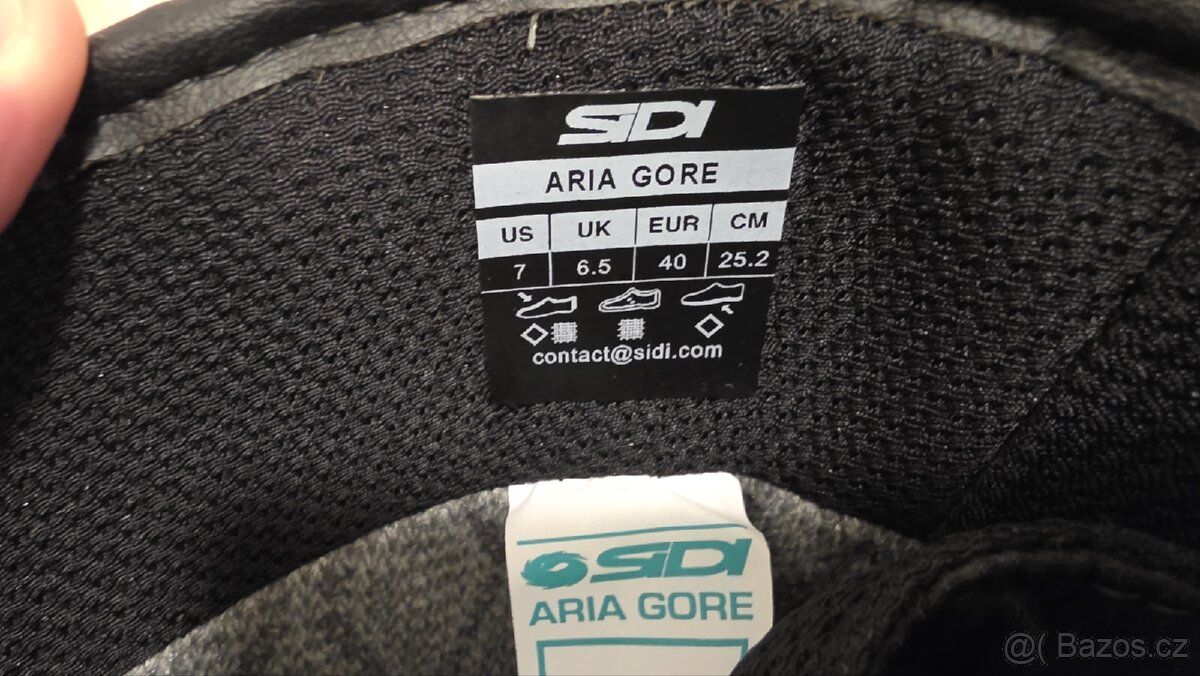 SIDI
ARIA GORE
US UK EUR CM
7 6.5 40 25.2
contact@sidi.com
SIDI
ARIA GORE
@( Bazos.cz